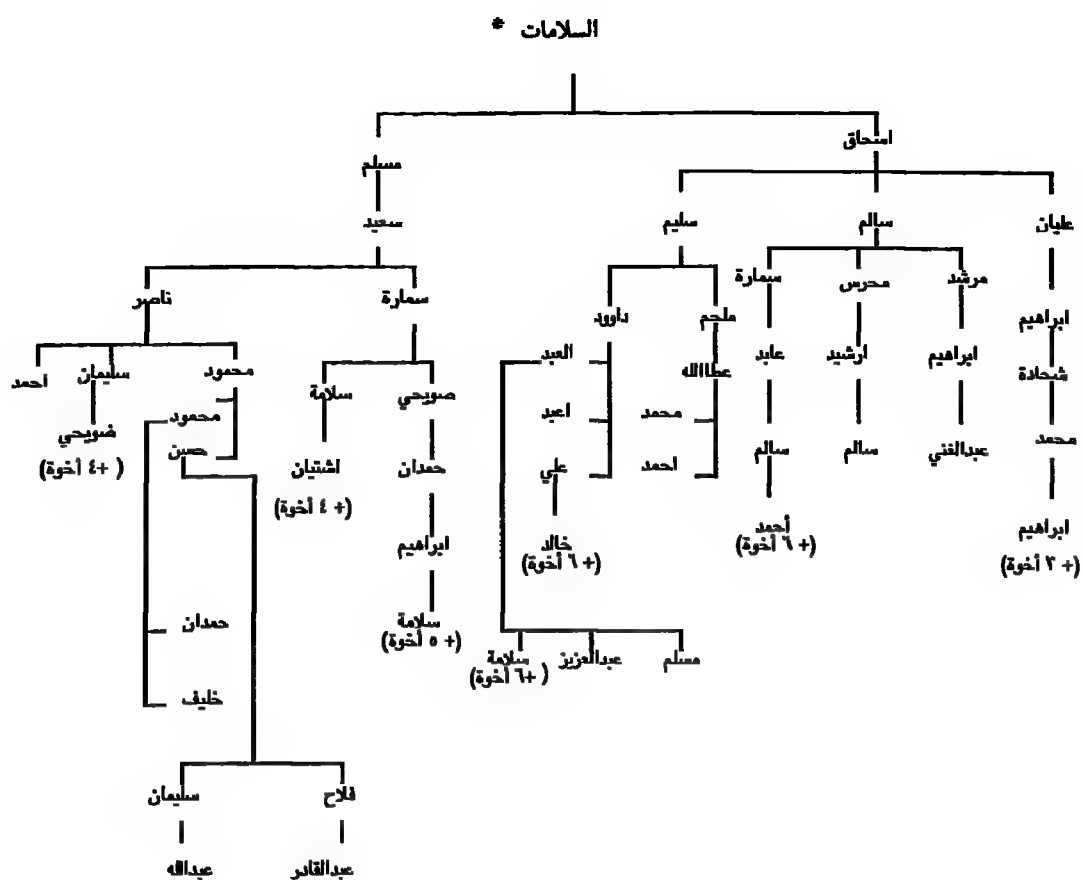 السلامات *
اسحاق
مسلم
عليان سالم سليم سعيد
مرشد محرس سمارة ملحم داوود سمارة ناصر
ابراهيم ابراهيم ارشيد عابد عطاالله العبد محمود سليمان احمد
شحادة صويحي سلامة
محمد اعبد محمود ضويحي
محمد عبدالغني سالم سالم احمد علي حمدان اشتيان حسن (+٤ أخوة)
(+ ٤ أخوة)
ابراهيم أحمد خالد ابراهيم
(+ ٣ أخوة) (+ ٦ أخوة) (+ ٦ أخوة)
سلامة حمدان
(+ ٥ أخوة)
مسلم عبدالعزيز سلامة
(+٦ أخوة)
خليف
فلاح سليمان
عبدالقادر عبدالله